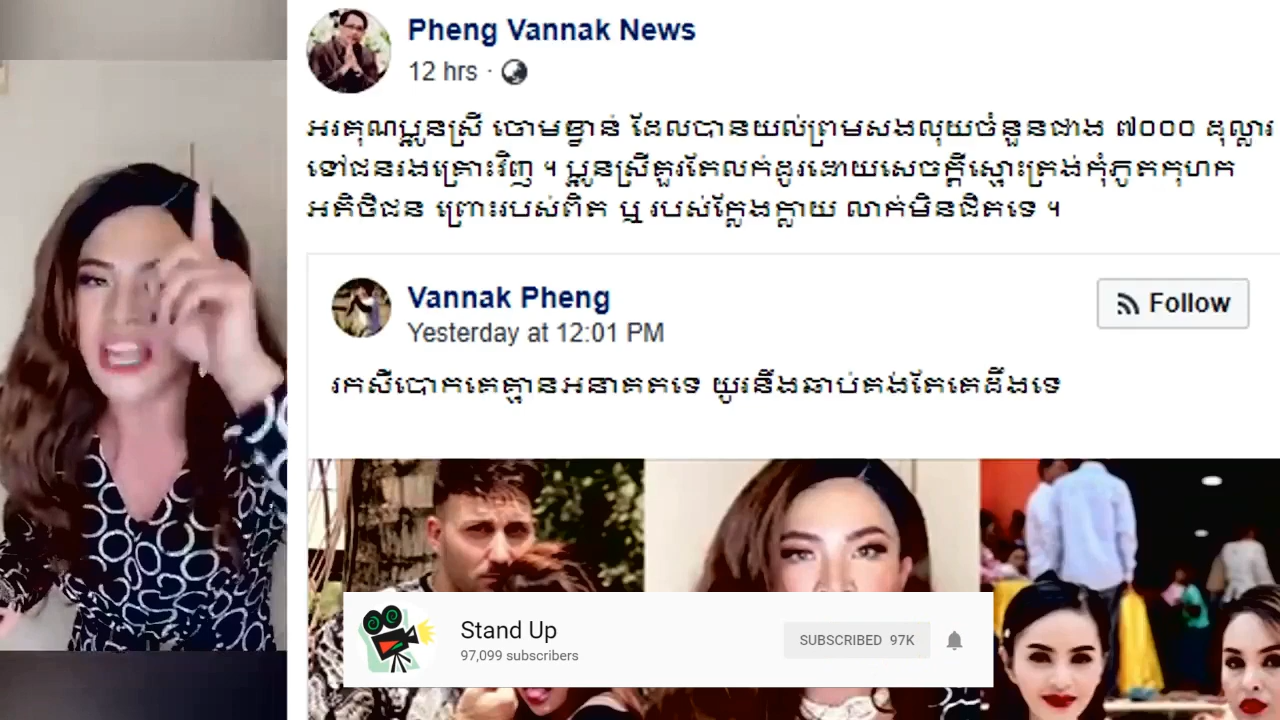 Pheng Vannak News
12 hrs ·
អរគុណប្អូនស្រី ចោមខ្វាន់ ដែលបានយល់ព្រមសងលុយចំនួនជាង ៧០០០ ដុល្លារ
ទៅជនរងគ្រោះវិញ ។ ប្អូនស្រីគួរតែលក់ដូរដោយសេចក្ដីស្មោះត្រង់កុំភូតកុហក
អតិថិជន ព្រោះរបស់ពិត ឬ របស់ក្លែងក្លាយ លាក់មិនជិតទេ ។
Vannak Pheng
Yesterday at 12:01 PM
Follow
រកស៊ីបោកគេគ្មានអនាគតទេ យូរនឹងឆាប់គង់តែគេដឹងទេ
Stand Up
97,099 subscribers
SUBSCRIBED 97K